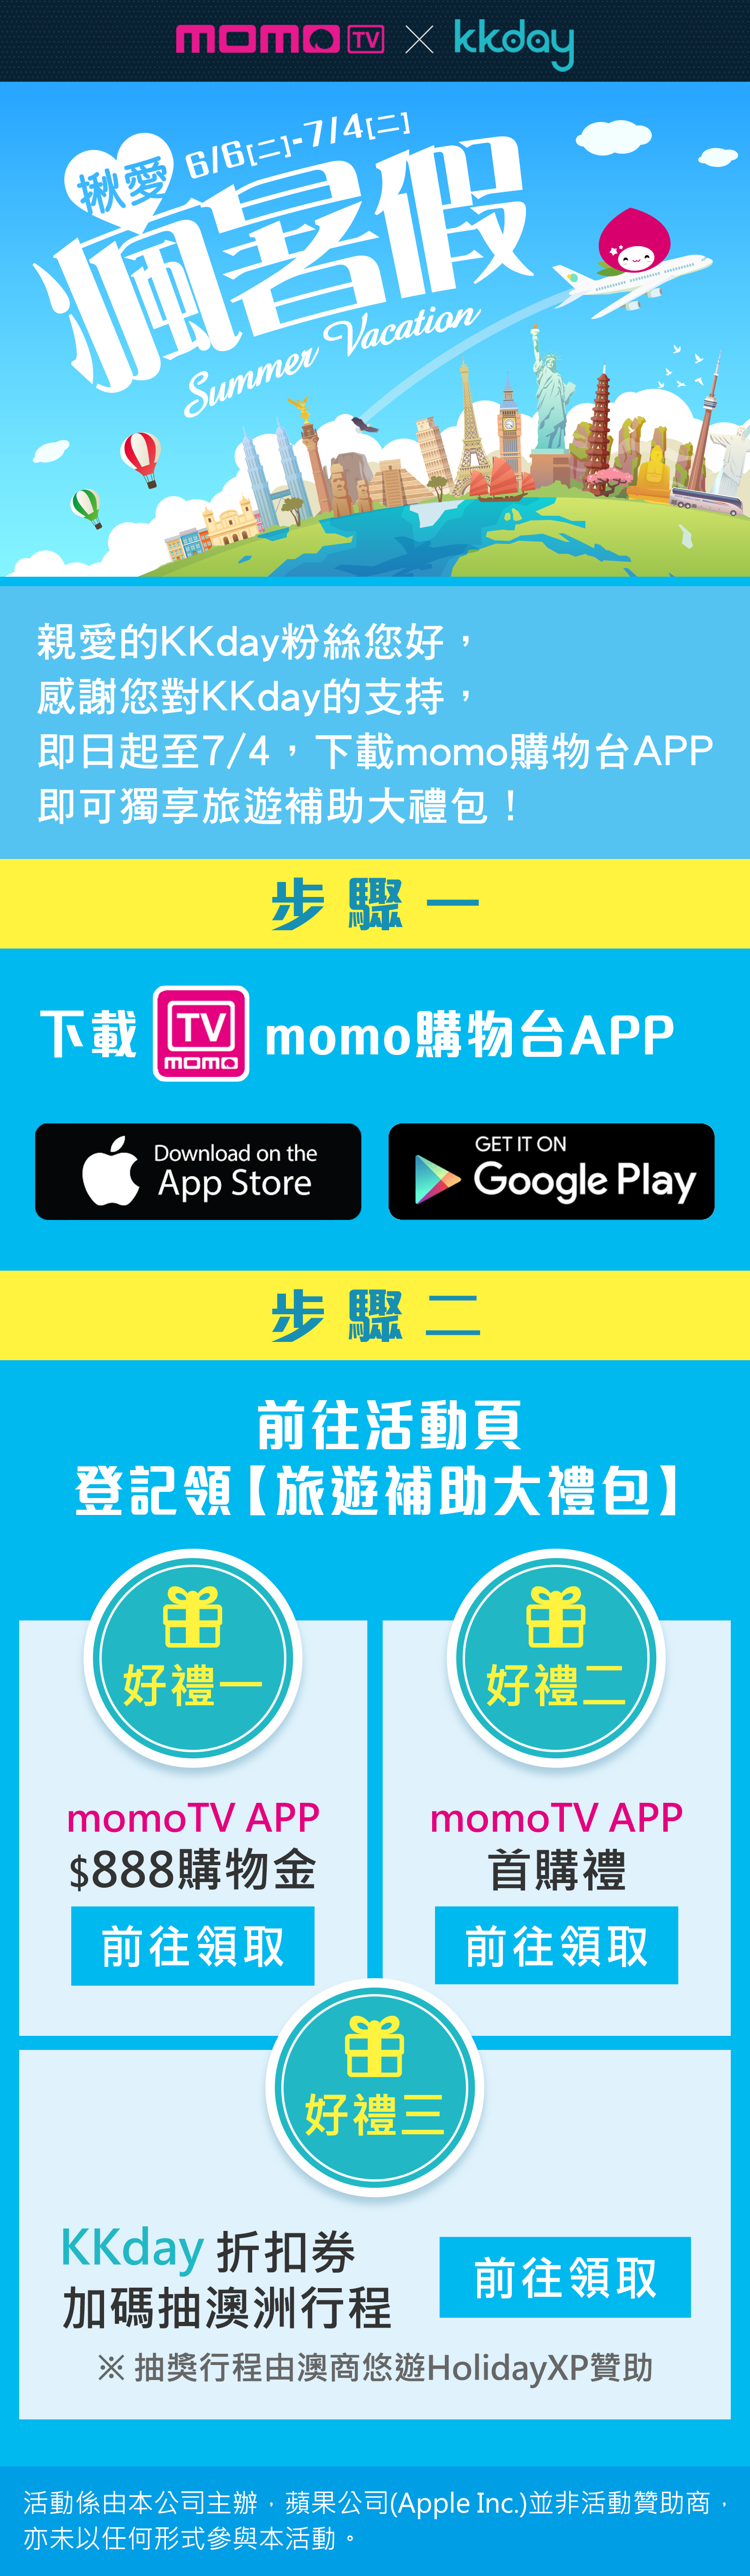 momo TV × kkday
揪愛 6/6[二]-7/4[二]
瘋暑假
Summer Vacation
親愛的KKday粉絲您好，
感謝您對KKday的支持，
即日起至7/4，下載momo購物台APP
即可獨享旅遊補助大禮包！
步驟一
下載 TV momo momo購物台APP
Download on the App Store
GET IT ON Google Play
步驟二
前往活動頁
登記領【旅遊補助大禮包】
好禮一
momoTV APP
$888購物金
前往領取
好禮二
momoTV APP
首購禮
前往領取
好禮三
KKday 折扣券
加碼抽澳洲行程
前往領取
※ 抽獎行程由澳商悠遊HolidayXP贊助
活動係由本公司主辦，蘋果公司(Apple Inc.)並非活動贊助商，
亦未以任何形式參與本活動。